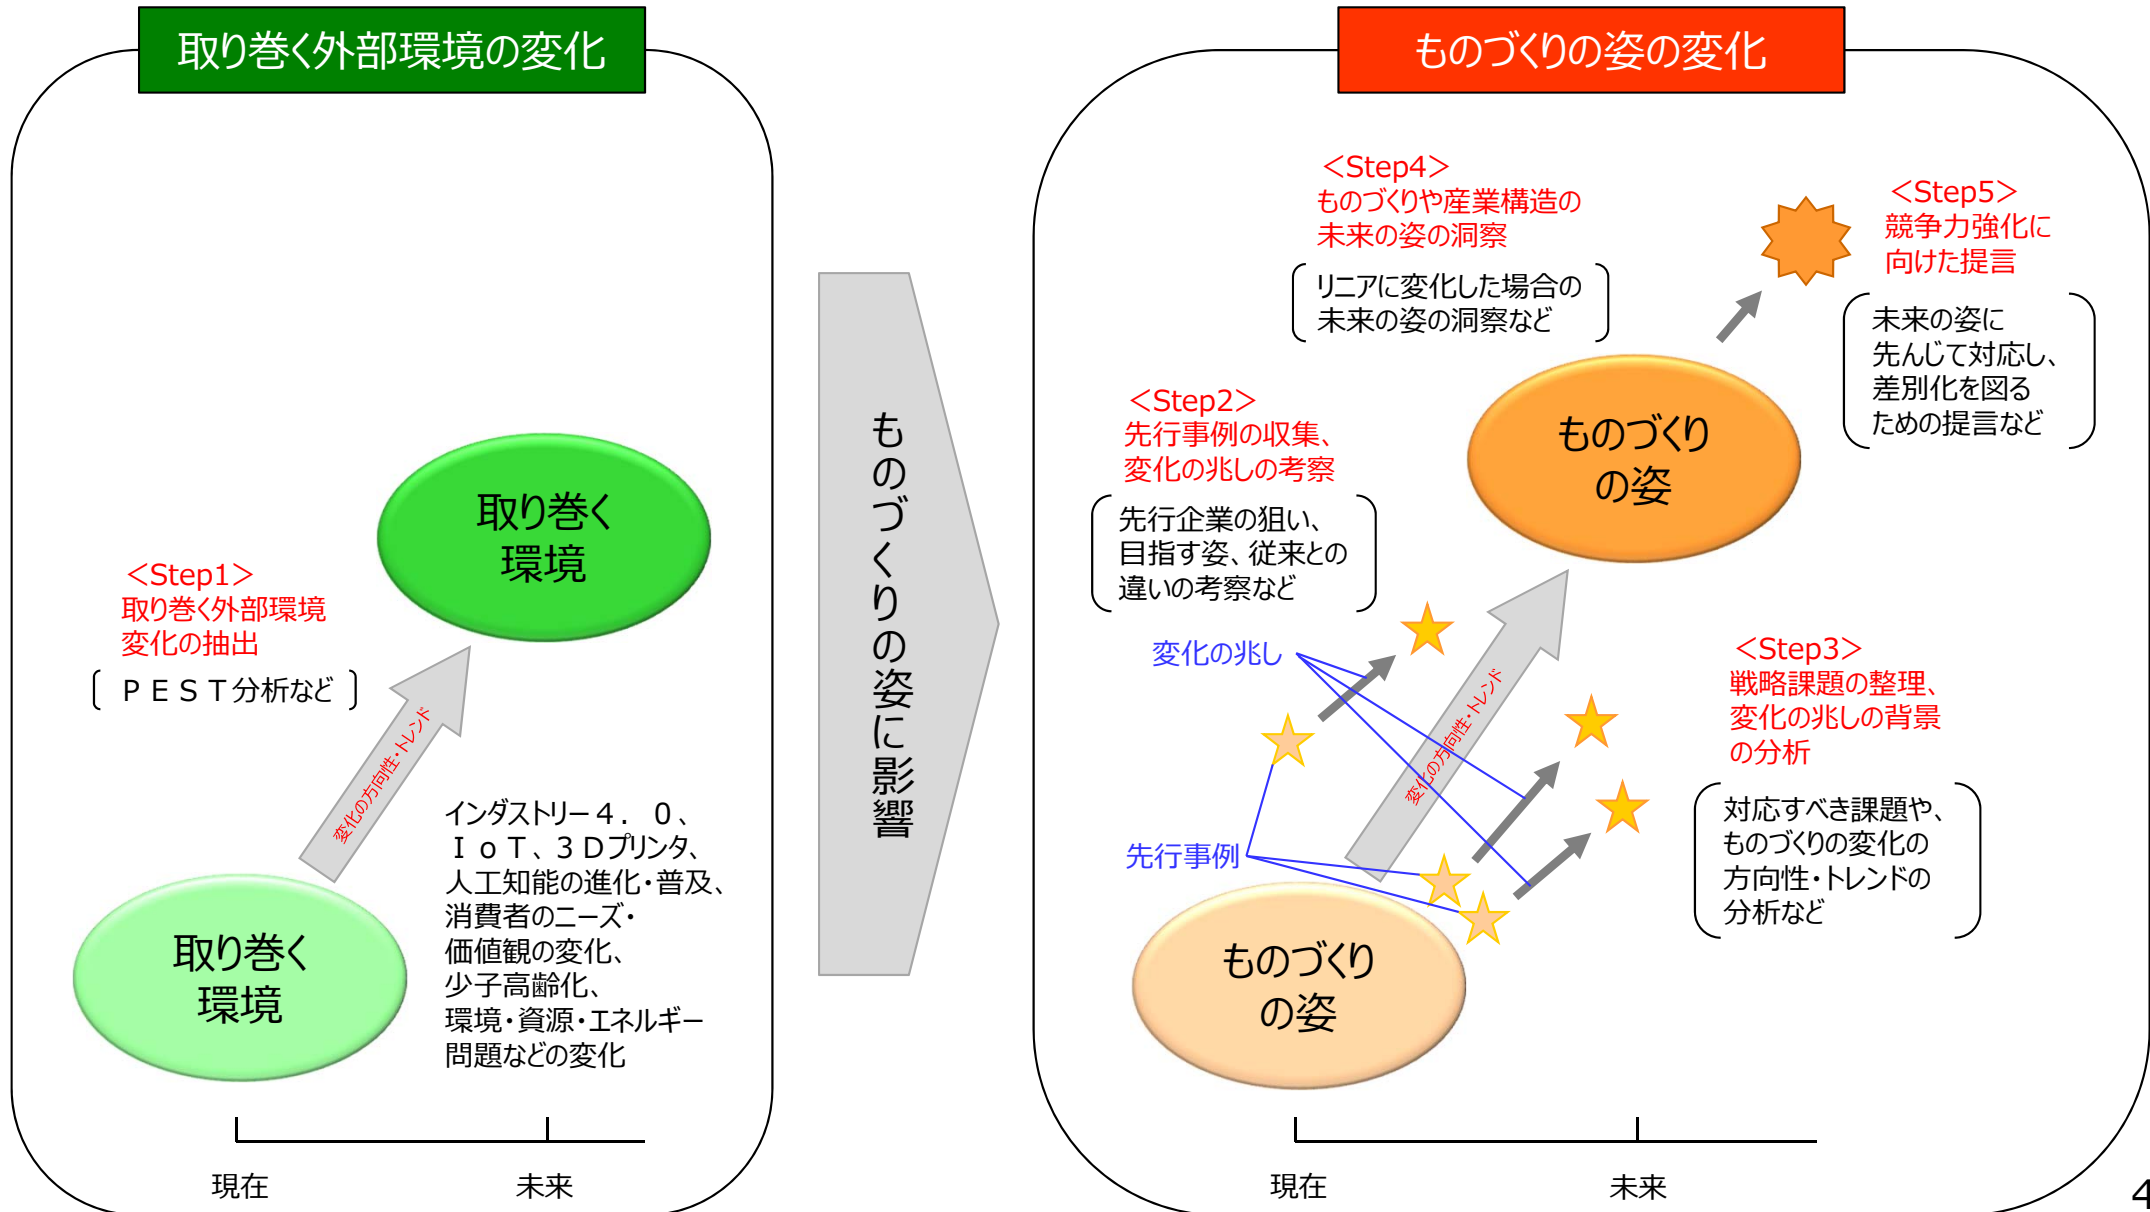 取り巻く外部環境の変化
<Step1>
取り巻く外部環境
変化の抽出
ＰＥＳＴ分析など
取り巻く
環境
変化の方向性・トレンド
取り巻く
環境
インダストリー４．０、
ＩｏＴ、３Ｄプリンタ、
人工知能の進化・普及、
消費者のニーズ・
価値観の変化、
少子高齢化、
環境・資源・エネルギー
問題などの変化
現在
未来
ものづくりの姿に影響
ものづくりの姿の変化
<Step4>
ものづくりや産業構造の
未来の姿の洞察
リニアに変化した場合の
未来の姿の洞察など
<Step5>
競争力強化に
向けた提言
未来の姿に
先んじて対応し、
差別化を図る
ための提言など
<Step2>
先行事例の収集、
変化の兆しの考察
先行企業の狙い、
目指す姿、従来との
違いの考察など
ものづくり
の姿
変化の兆し
変化の方向性・トレンド
<Step3>
戦略課題の整理、
変化の兆しの背景
の分析
対応すべき課題や、
ものづくりの変化の
方向性・トレンドの
分析など
先行事例
ものづくり
の姿
現在
未来
4